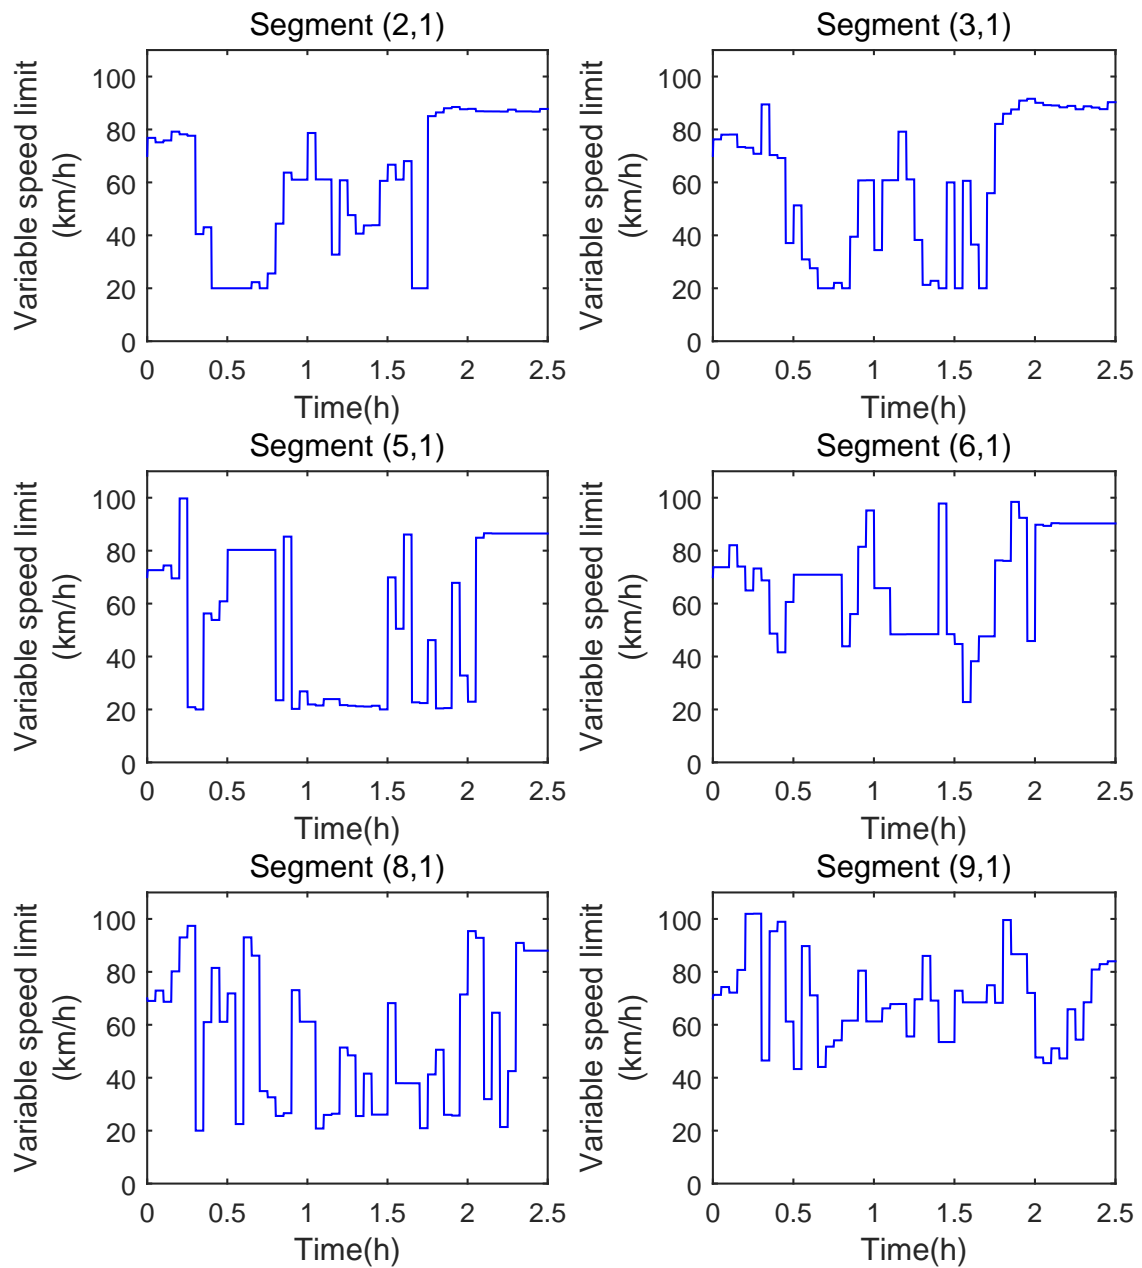 Segment (2,1)
Variable speed limit
(km/h)
100
80
60
40
20
0
0 0.5 1 1.5 2 2.5
Time(h)
Segment (3,1)
Variable speed limit
(km/h)
100
80
60
40
20
0
0 0.5 1 1.5 2 2.5
Time(h)
Segment (5,1)
Variable speed limit
(km/h)
100
80
60
40
20
0
0 0.5 1 1.5 2 2.5
Time(h)
Segment (6,1)
Variable speed limit
(km/h)
100
80
60
40
20
0
0 0.5 1 1.5 2 2.5
Time(h)
Segment (8,1)
Variable speed limit
(km/h)
100
80
60
40
20
0
0 0.5 1 1.5 2 2.5
Time(h)
Segment (9,1)
Variable speed limit
(km/h)
100
80
60
40
20
0
0 0.5 1 1.5 2 2.5
Time(h)